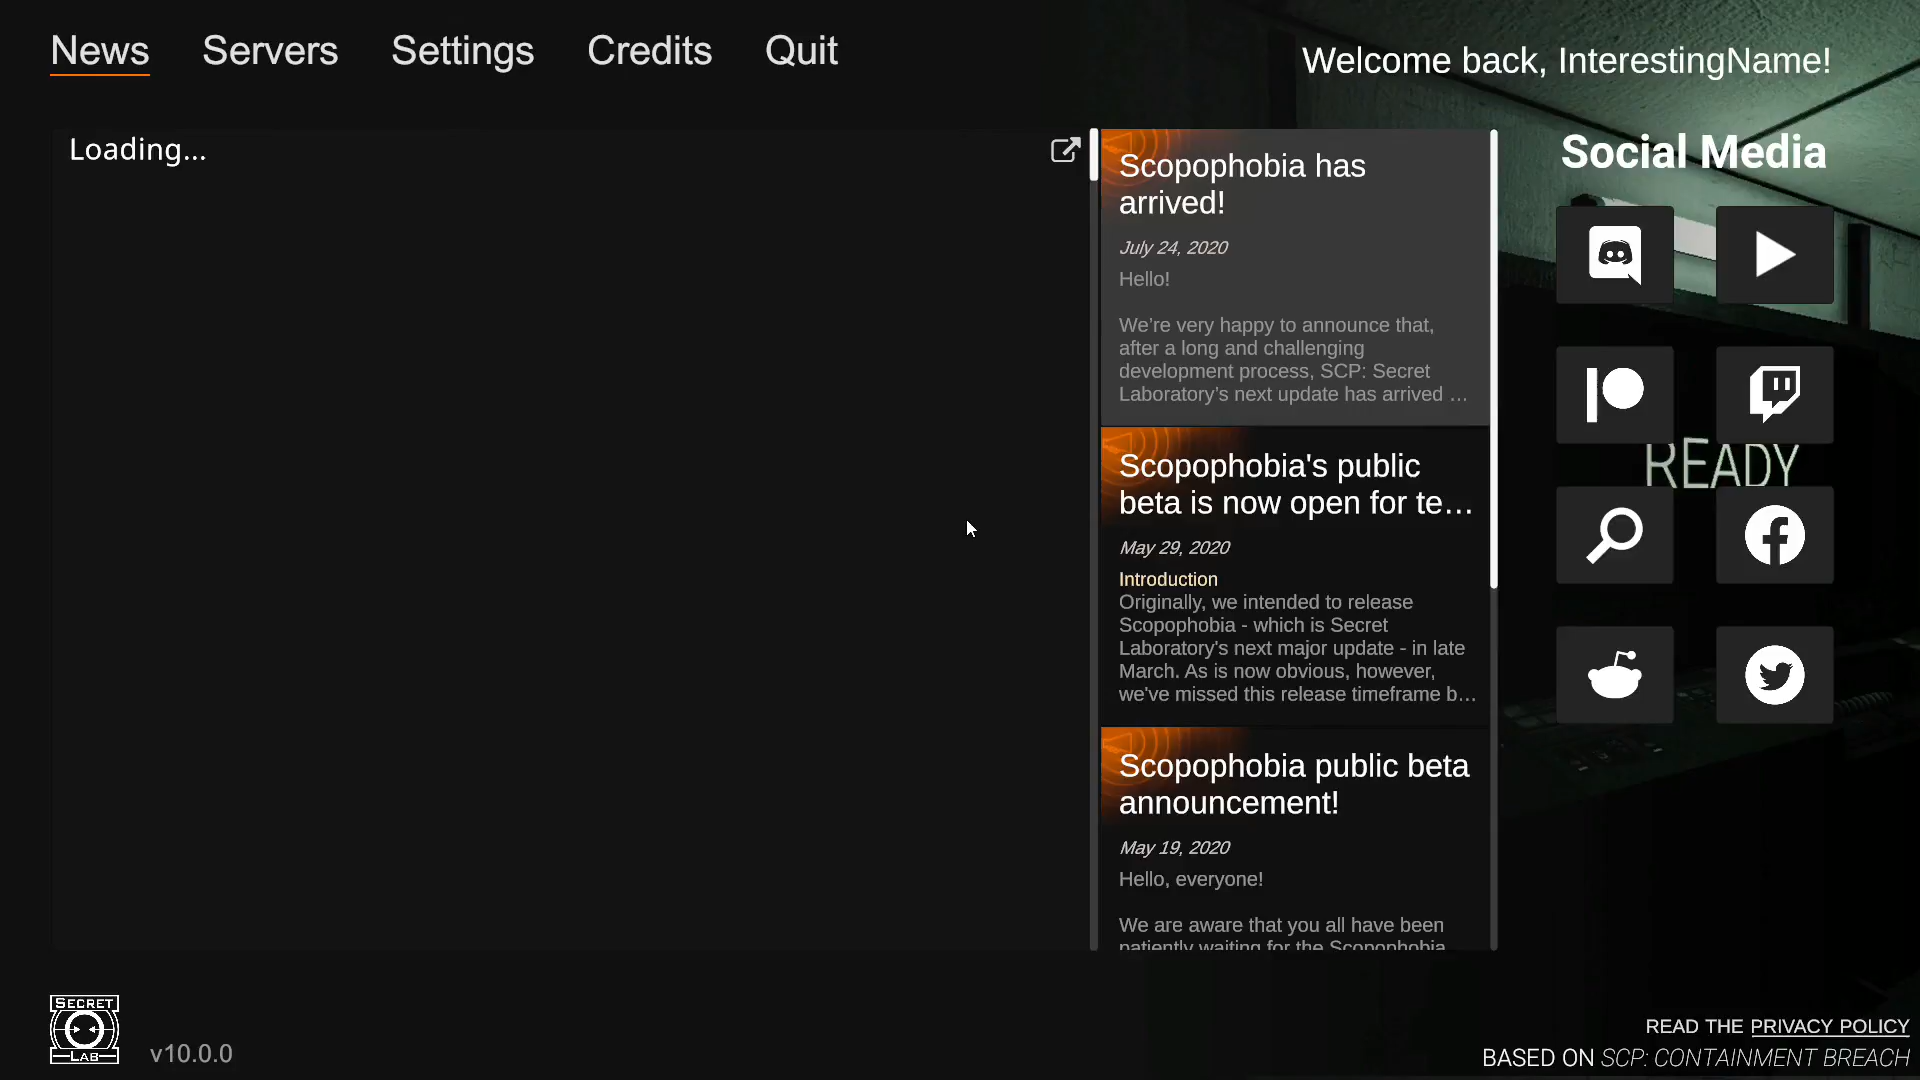 News Servers Settings Credits Quit
Welcome back, InterestingName!
Loading...
Scopophobia has
arrived!
July 24, 2020
Hello!
We're very happy to announce that,
after a long and challenging
development process, SCP: Secret
Laboratory's next update has arrived ...
Scopophobia's public
beta is now open for te...
May 29, 2020
Introduction
Originally, we intended to release
Scopophobia - which is Secret
Laboratory's next major update - in late
March. As is now obvious, however,
we've missed this release timeframe b...
Scopophobia public beta
announcement!
May 19, 2020
Hello, everyone!
We are aware that you all have been
patiently waiting for the Scopophobia
Social Media
READY
SECRET
LAB
v10.0.0
READ THE PRIVACY POLICY
BASED ON SCP: CONTAINMENT BREACH